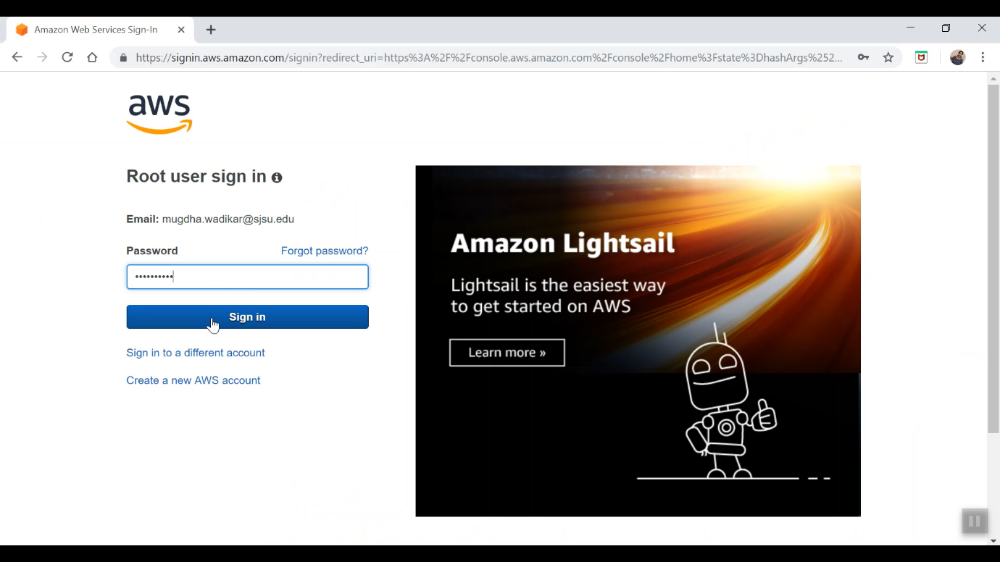 Amazon Web Services Sign-In
https://signin.aws.amazon.com/signin?redirect_uri=https%3A%2F%2Fconsole.aws.amazon.com%2Fconsole%2Fhome%3Fstate%3DhashArgs%252...
aws
Root user sign in
Email: mugdha.wadikar@sjsu.edu
Password Forgot password?
••••••••••
Sign in
Sign in to a different account
Create a new AWS account
Amazon Lightsail
Lightsail is the easiest way
to get started on AWS
Learn more »